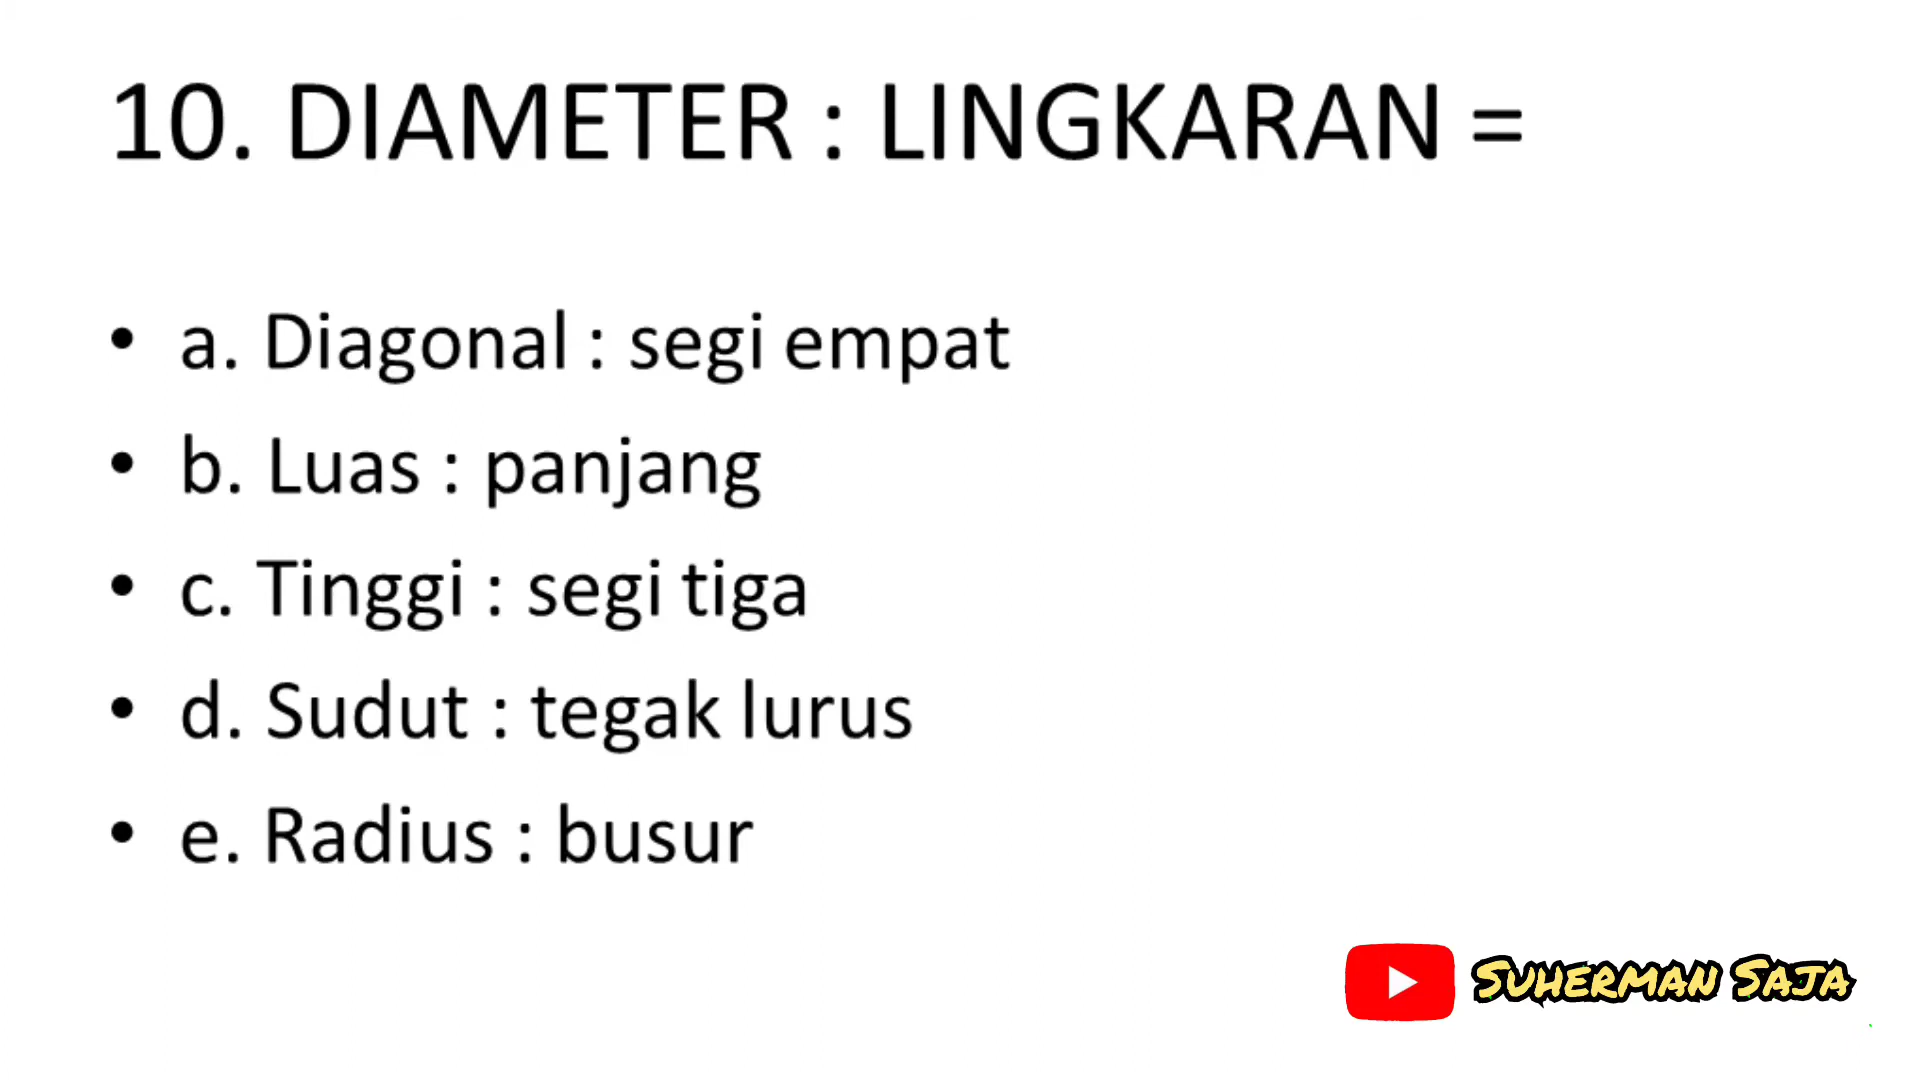 10. DIAMETER : LINGKARAN =
• a. Diagonal : segi empat
• b. Luas : panjang
• c. Tinggi : segi tiga
• d. Sudut : tegak lurus
• e. Radius : busur
SUHERMAN SAJA